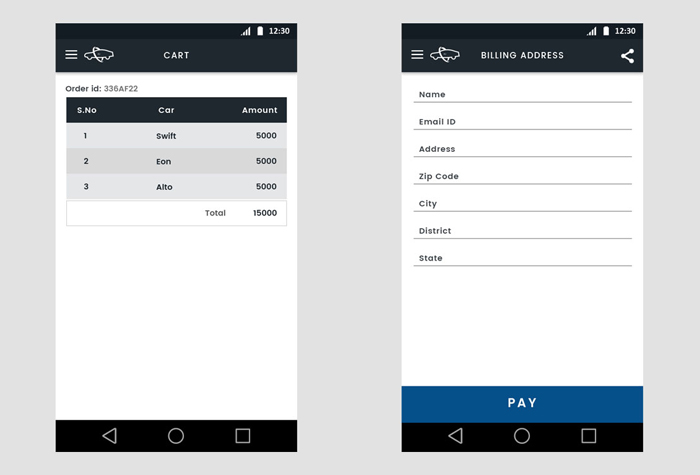 12:30
CART
Order id: 336AF22
S.No Car Amount
1 Swift 5000
2 Eon 5000
3 Alto 5000
Total 15000
12:30
BILLING ADDRESS
Name
Email ID
Address
Zip Code
City
District
State
PAY